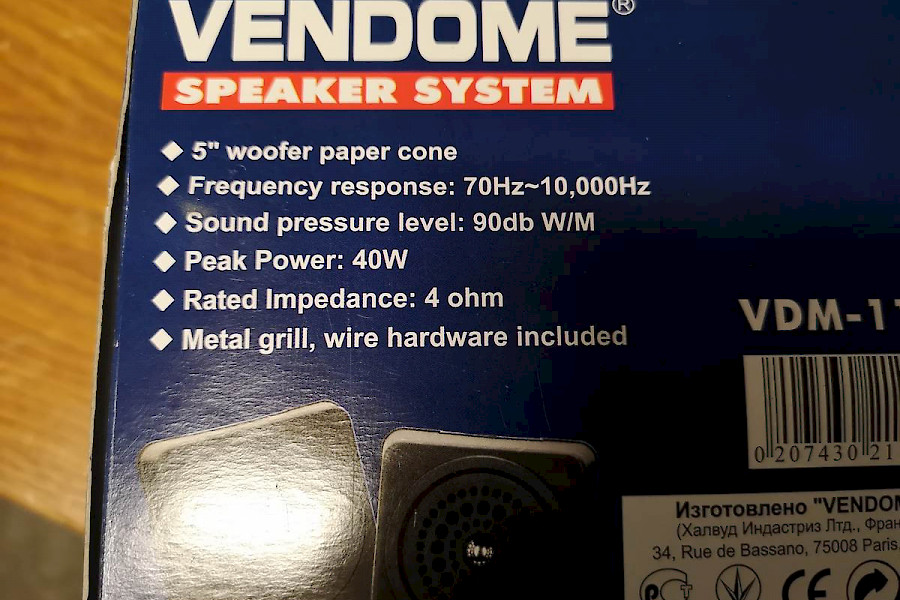 VENDOME®
SPEAKER SYSTEM
◆ 5" woofer paper cone
◆ Frequency response: 70Hz~10,000Hz
◆ Sound pressure level: 90db W/M
◆ Peak Power: 40W
◆ Rated Impedance: 4 ohm
◆ Metal grill, wire hardware included
VDM-1
0 207430 21
Изготовлено "VENDOM
(Халвуд Индастриз Лтд., Фран
34, Rue de Bassano, 75008 Paris